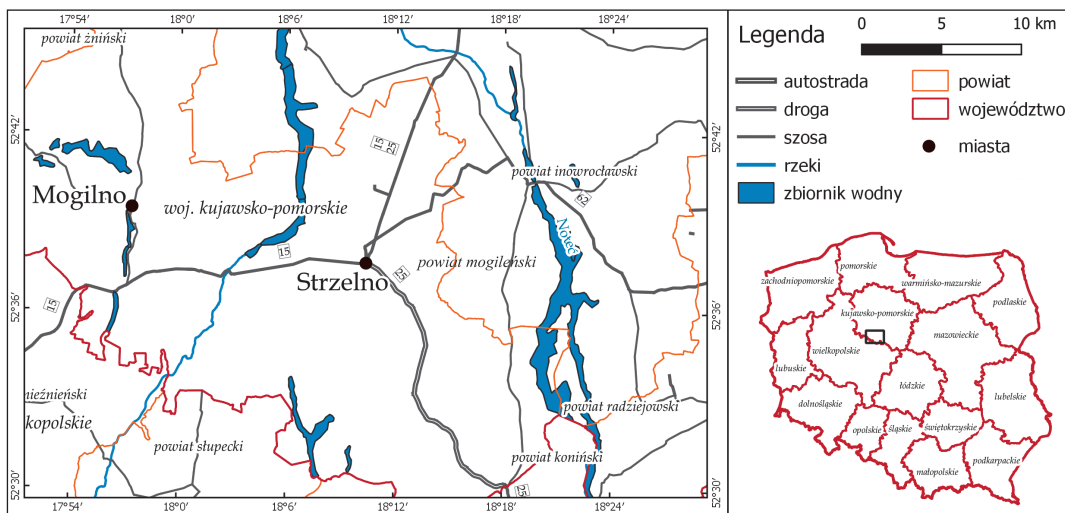 17°54'
18°0'
18°6'
18°12'
18°18'
18°24'
powiat żniński
52°42'
52°42'
15
25
powiat inowrocławski
62
Mogilno
woj. kujawsko-pomorskie
Noteć
15
Strzelno
25
powiat mogileński
15
52°36'
52°36'
nieźnieński
kopolskie
powiat radziejowski
powiat słupecki
powiat koniński
25
52°30'
52°30'
17°54'
18°0'
18°6'
18°12'
18°18'
18°24'
Legenda
0 5 10 km
autostrada
droga
szosa
rzeki
zbiornik wodny
powiat
województwo
miasta
pomorskie
zachodniopomorskie
warmińsko-mazurskie
podlaskie
kujawsko-pomorskie
mazowieckie
wielkopolskie
lubuskie
łódzkie
dolnośląskie
lubelskie
opolskie
śląskie
świętokrzyskie
podkarpackie
małopolskie